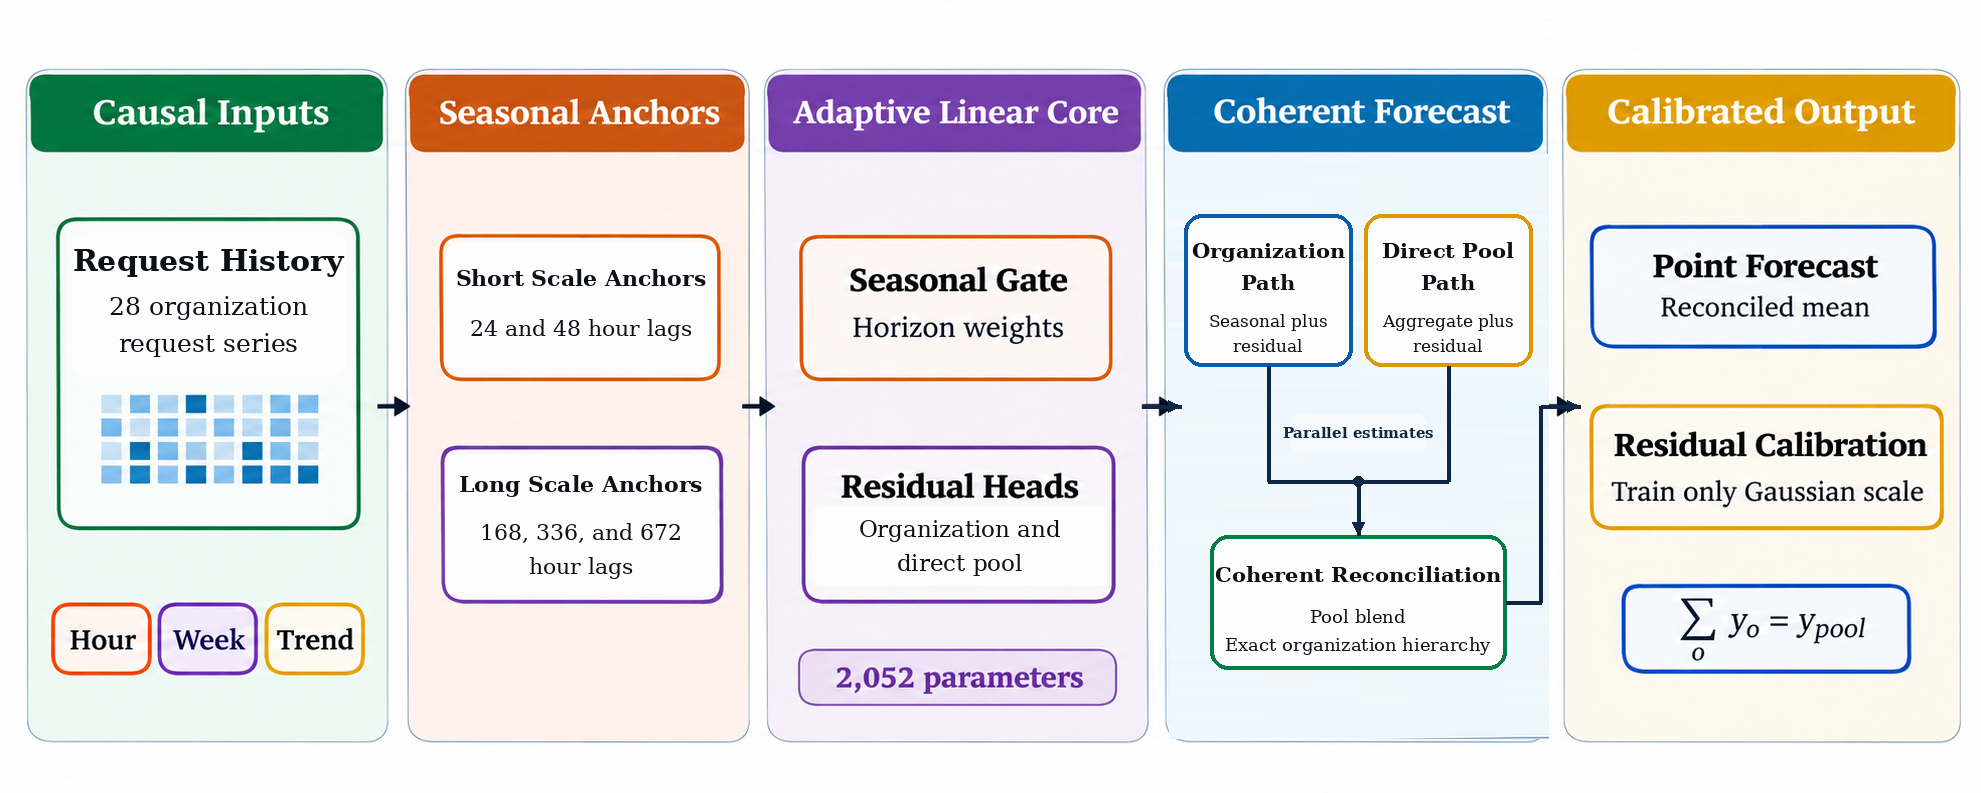 Causal Inputs
Request History
28 organization
request series
Hour
Week
Trend
Seasonal Anchors
Short Scale Anchors
24 and 48 hour lags
Long Scale Anchors
168, 336, and 672
hour lags
Adaptive Linear Core
Seasonal Gate
Horizon weights
Residual Heads
Organization and
direct pool
2,052 parameters
Coherent Forecast
Organization
Path
Seasonal plus
residual
Direct Pool
Path
Aggregate plus
residual
Parallel estimates
Coherent Reconciliation
Pool blend
Exact organization hierarchy
Calibrated Output
Point Forecast
Reconciled mean
Residual Calibration
Train only Gaussian scale
∑_o y_o = y_pool